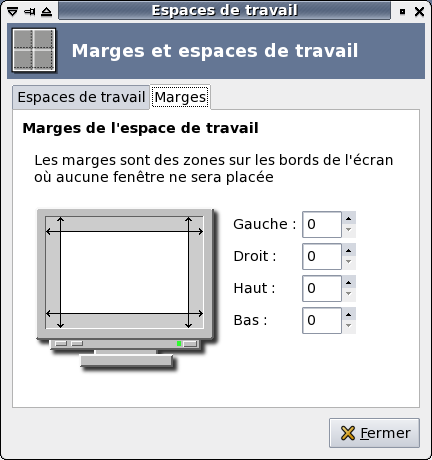 Espaces de travail
Marges et espaces de travail
Espaces de travail Marges
Marges de l'espace de travail
Les marges sont des zones sur les bords de l'écran
où aucune fenêtre ne sera placée
Gauche : 0
Droit : 0
Haut : 0
Bas : 0
Fermer